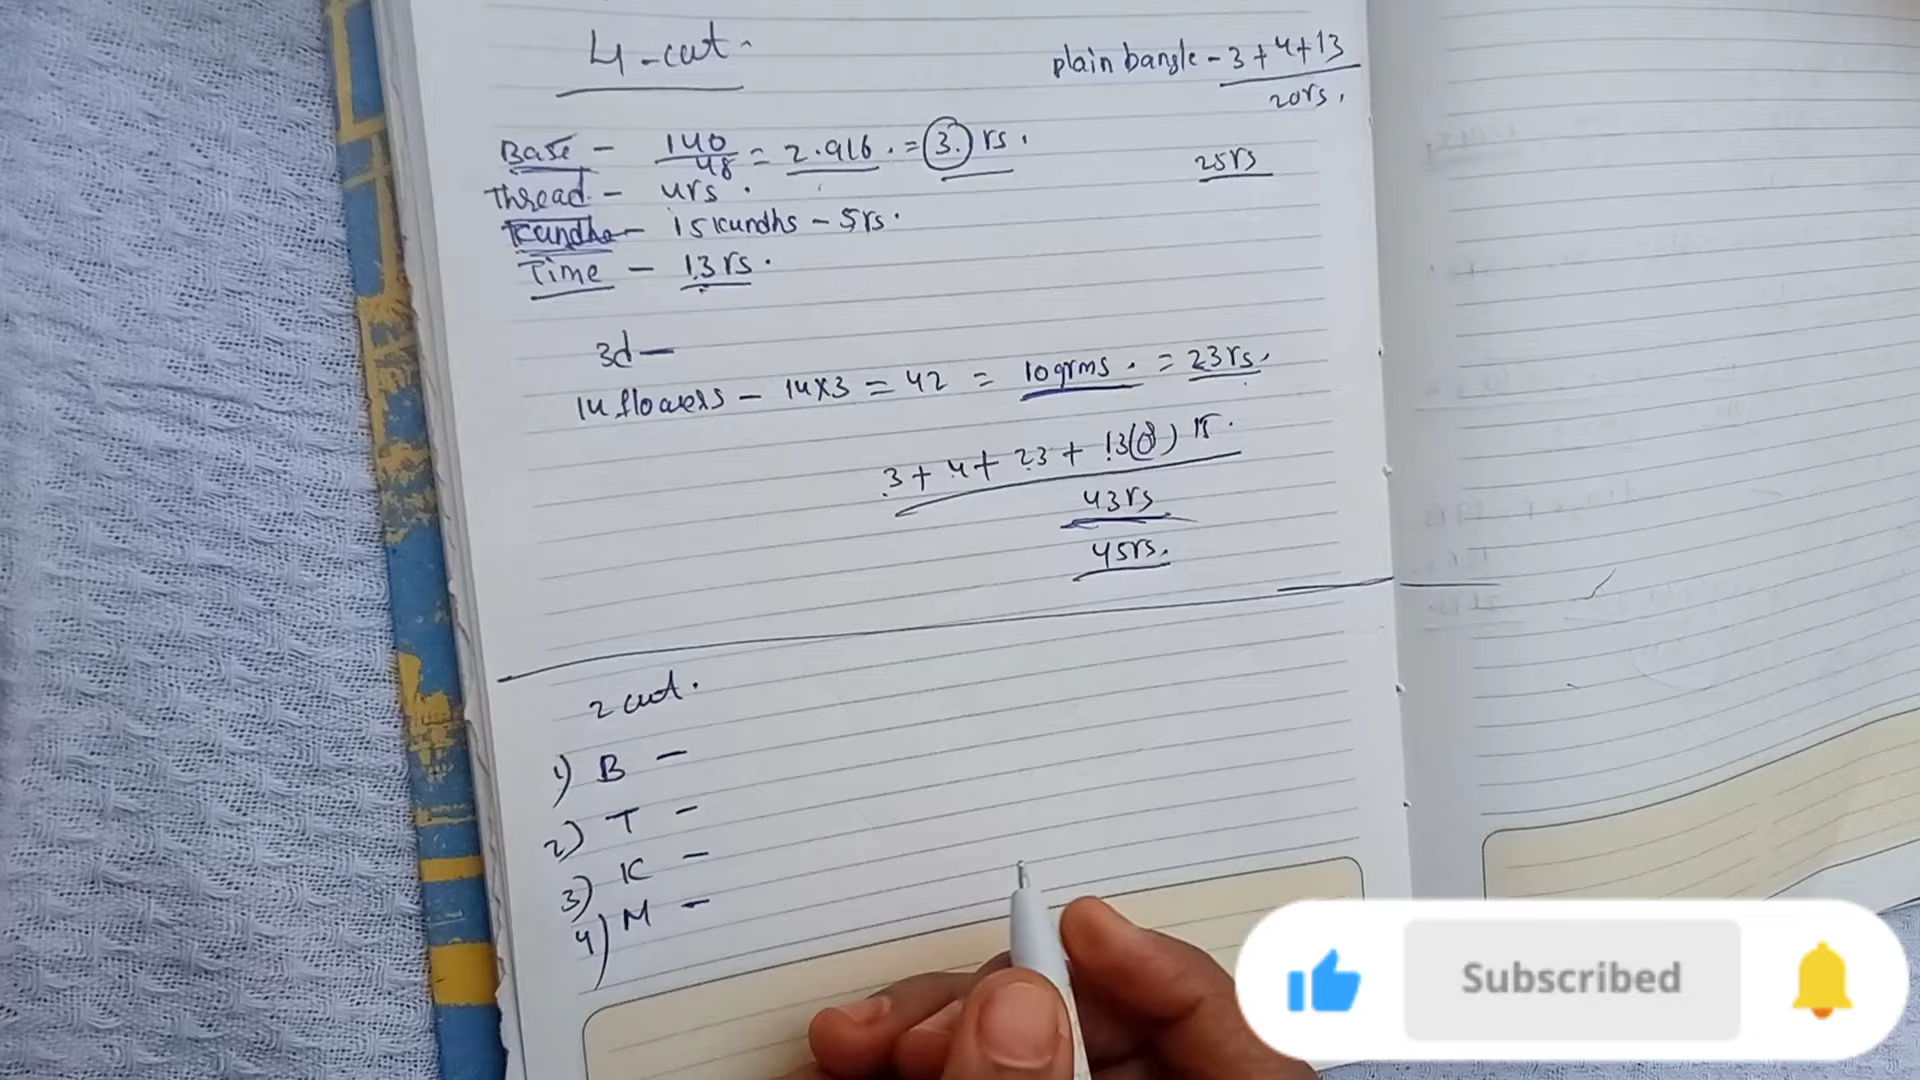 4-cut.
plain bangle - 3+4+13
20rs.
Base - 140/48 = 2.916. = 3. rs.
25rs
Thread - 4rs.
Kundhs - 15 kundhs - 5rs.
Time - 13rs.
3d -
14 flowers - 14x3 = 42 = 10grms. = 23rs.
3+4+23+13
43rs
45rs.
2 cut.
1) B -
2) T -
3) K -
4) M -
Subscribed